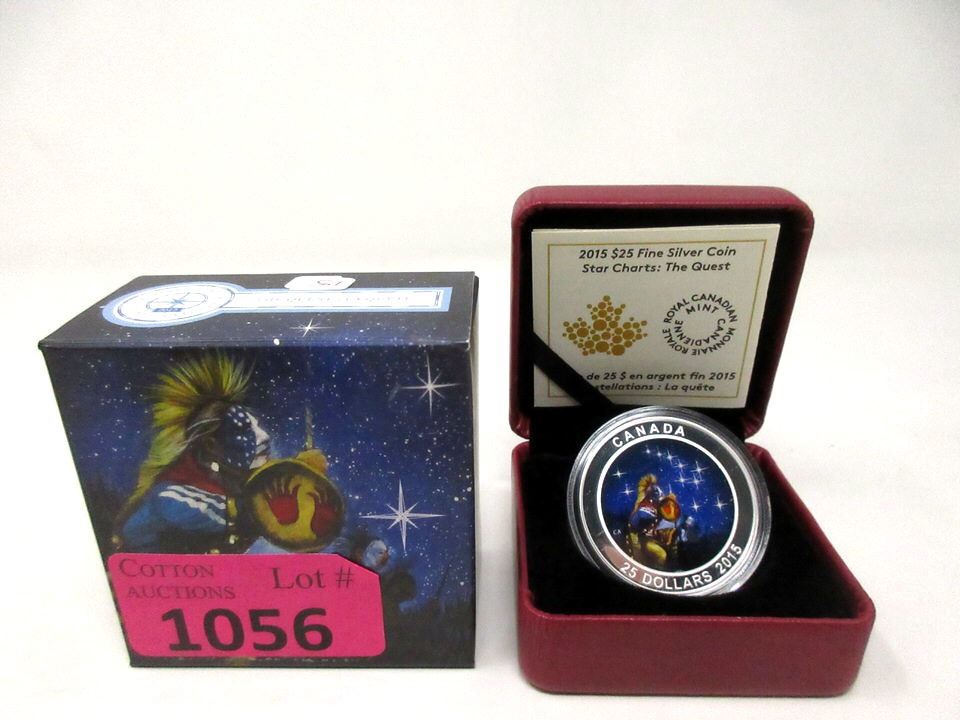 COTTON
AUCTIONS
Lot #
1056
2015 $25 Fine Silver Coin
Star Charts: The Quest
ROYAL CANADIAN MINT
MONNAIE ROYALE CANADIENNE
de 25 $ en argent fin 2015
: La quête
CANADA
25 DOLLARS 2015